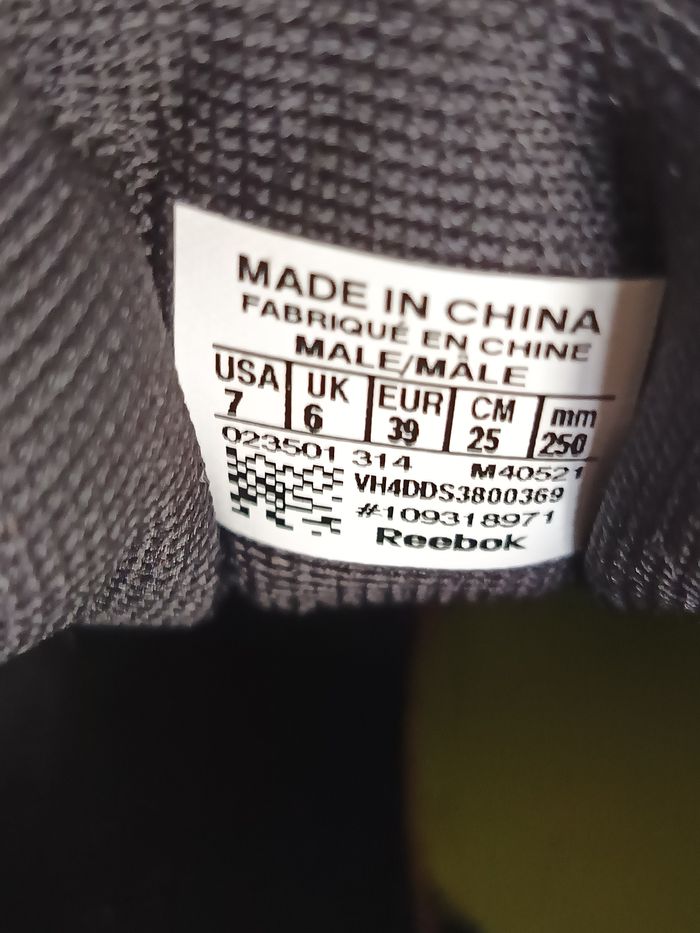 MADE IN CHINA
FABRIQUÉ EN CHINE
MALE/MÂLE
USA UK EUR CM mm
7 6 39 25 250
023501 314 M40521
VH4DDS3800369
#109318971
Reebok